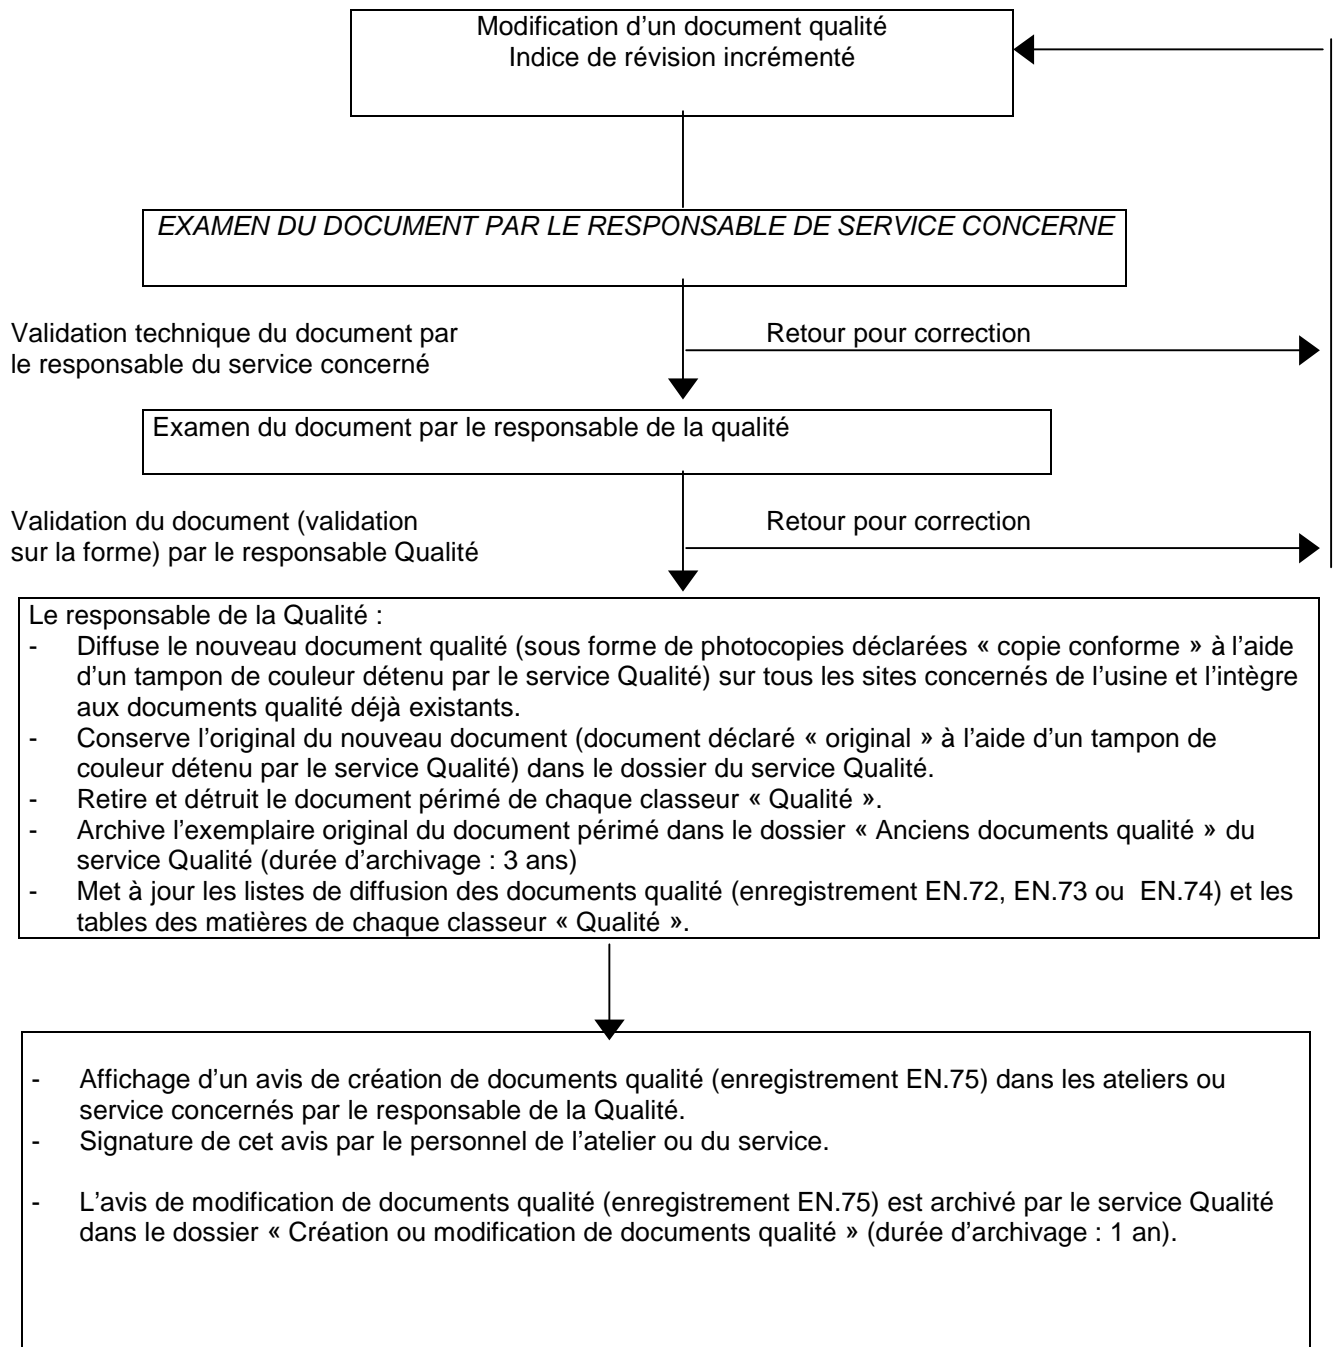 Modification d’un document qualité
Indice de révision incrémenté
EXAMEN DU DOCUMENT PAR LE RESPONSABLE DE SERVICE CONCERNE
Validation technique du document par
le responsable du service concerné
Retour pour correction
Examen du document par le responsable de la qualité
Validation du document (validation
sur la forme) par le responsable Qualité
Retour pour correction
Le responsable de la Qualité :
- Diffuse le nouveau document qualité (sous forme de photocopies déclarées « copie conforme » à l’aide
d’un tampon de couleur détenu par le service Qualité) sur tous les sites concernés de l’usine et l’intègre
aux documents qualité déjà existants.
- Conserve l’original du nouveau document (document déclaré « original » à l’aide d’un tampon de
couleur détenu par le service Qualité) dans le dossier du service Qualité.
- Retire et détruit le document périmé de chaque classeur « Qualité ».
- Archive l’exemplaire original du document périmé dans le dossier « Anciens documents qualité » du
service Qualité (durée d’archivage : 3 ans)
- Met à jour les listes de diffusion des documents qualité (enregistrement EN.72, EN.73 ou EN.74) et les
tables des matières de chaque classeur « Qualité ».
- Affichage d’un avis de création de documents qualité (enregistrement EN.75) dans les ateliers ou
service concernés par le responsable de la Qualité.
- Signature de cet avis par le personnel de l’atelier ou du service.
- L’avis de modification de documents qualité (enregistrement EN.75) est archivé par le service Qualité
dans le dossier « Création ou modification de documents qualité » (durée d’archivage : 1 an).